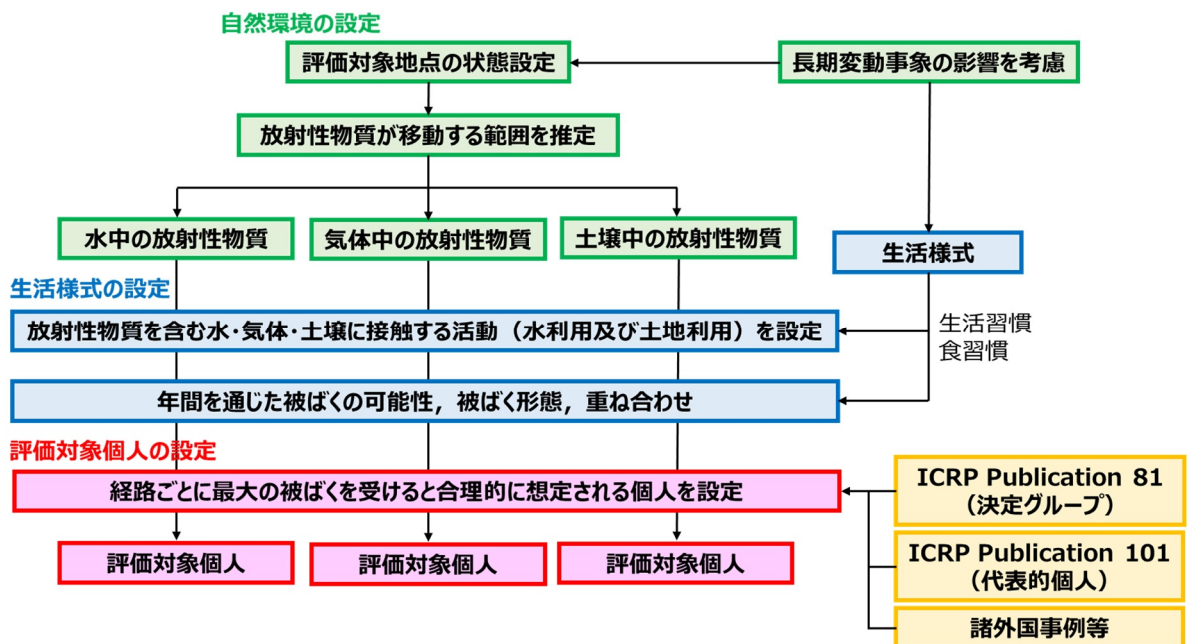 自然環境の設定
評価対象地点の状態設定
長期変動事象の影響を考慮
放射性物質が移動する範囲を推定
水中の放射性物質
気体中の放射性物質
土壌中の放射性物質
生活様式
生活様式の設定
放射性物質を含む水・気体・土壌に接触する活動（水利用及び土地利用）を設定
生活習慣
食習慣
年間を通じた被ばくの可能性，被ばく形態，重ね合わせ
評価対象個人の設定
経路ごとに最大の被ばくを受けると合理的に想定される個人を設定
ICRP Publication 81
（決定グループ）
評価対象個人
評価対象個人
評価対象個人
ICRP Publication 101
（代表的個人）
諸外国事例等